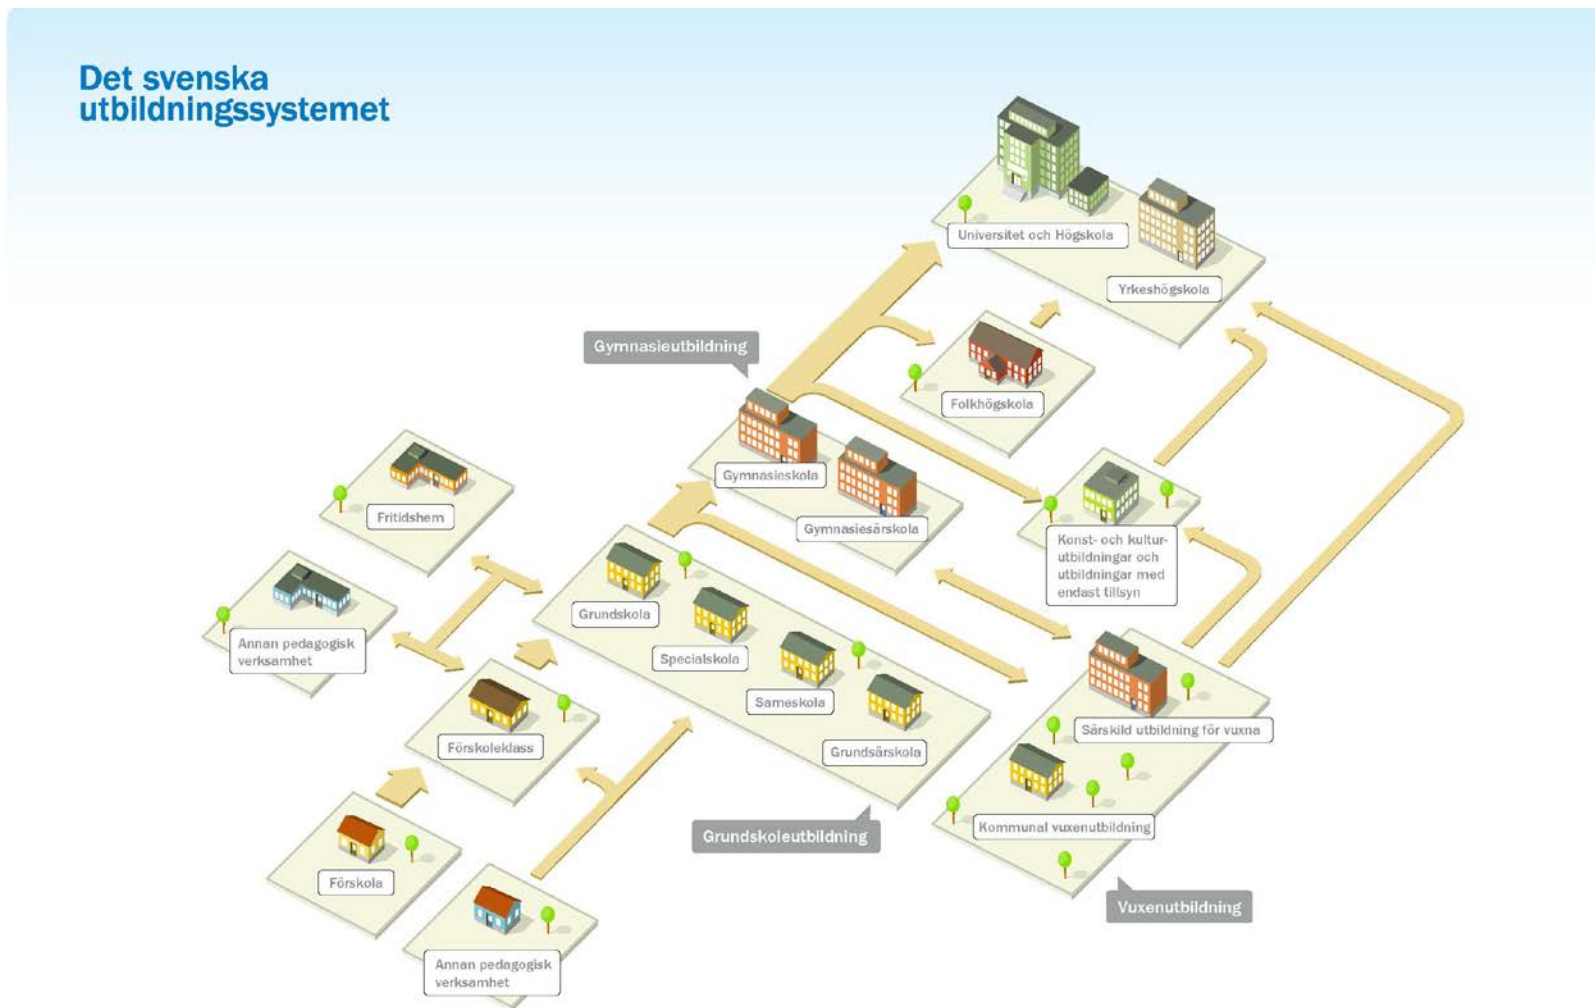 Det svenska
utbildningssystemet
Universitet och Högskola
Yrkeshögskola
Gymnasieutbildning
Folkhögskola
Gymnasieskola
Gymnasiesärskola
Fritidshem
Konst- och kultur-
utbildningar och
utbildningar med
endast tillsyn
Grundskola
Annan pedagogisk
verksamhet
Specialskola
Sameskola
Särskild utbildning för vuxna
Förskoleklass
Grundsärskola
Kommunal vuxenutbildning
Grundskoleutbildning
Förskola
Vuxenutbildning
Annan pedagogisk
verksamhet